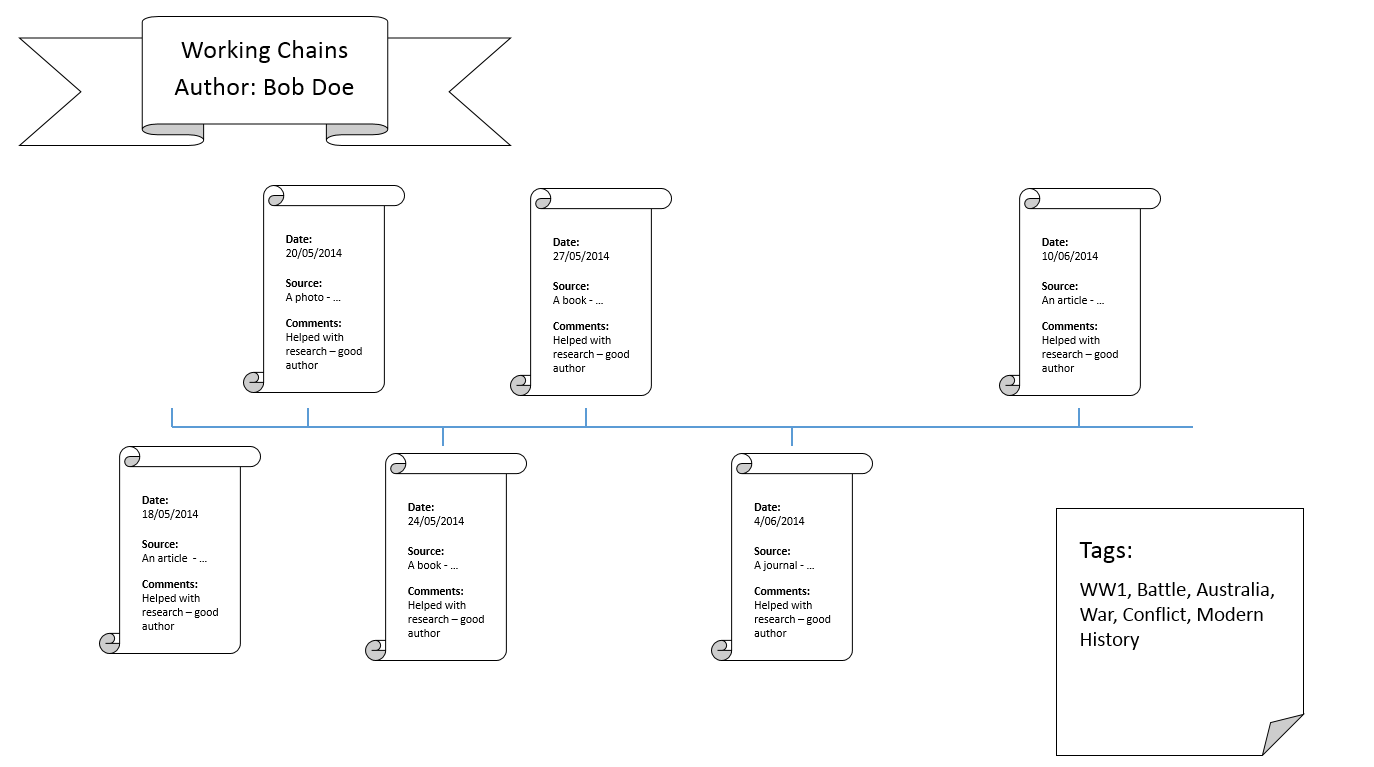 Working Chains
Author: Bob Doe
Date:
20/05/2014
Source:
A photo - ...
Comments:
Helped with
research – good
author
Date:
27/05/2014
Source:
A book - ...
Comments:
Helped with
research – good
author
Date:
10/06/2014
Source:
An article - ...
Comments:
Helped with
research – good
author
Date:
18/05/2014
Source:
An article  - ...
Comments:
Helped with
research – good
author
Date:
24/05/2014
Source:
A book - ...
Comments:
Helped with
research – good
author
Date:
4/06/2014
Source:
A journal - ...
Comments:
Helped with
research – good
author
Tags:
WW1, Battle, Australia,
War, Conflict, Modern
History